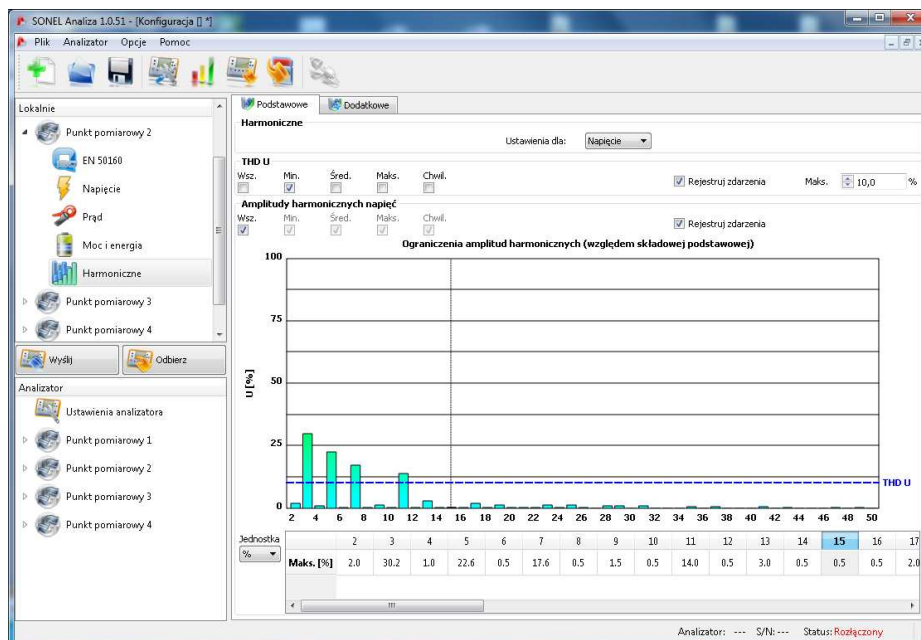 SONEL Analiza 1.0.51 - [Konfiguracja [] *]
Plik Analizator Opcje Pomoc
Lokalnie
Punkt pomiarowy 2
EN 50160
Napięcie
Prąd
Moc i energia
Harmoniczne
Punkt pomiarowy 3
Punkt pomiarowy 4
Wyślij Odbierz
Analizator
Ustawienia analizatora
Punkt pomiarowy 1
Punkt pomiarowy 2
Punkt pomiarowy 3
Punkt pomiarowy 4
Podstawowe Dodatkowe
Harmoniczne
Ustawienia dla: Napięcie
THD U
Wsz. Min. Śred. Maks. Chwil.
Rejestruj zdarzenia Maks. 10,0 %
Amplitudy harmonicznych napięć
Wsz. Min. Śred. Maks. Chwil.
Rejestruj zdarzenia
Ograniczenia amplitud harmonicznych (względem składowej podstawowej)
100
75
50
25
0
U [%]
THD U
2 4 6 8 10 12 14 16 18 20 22 24 26 28 30 32 34 36 38 40 42 44 46 48 50
Jednostka 2 3 4 5 6 7 8 9 10 11 12 13 14 15 16 17
% Maks. [%] 2.0 30.2 1.0 22.6 0.5 17.6 0.5 1.5 0.5 14.0 0.5 3.0 0.5 0.5 0.5 2.0
Analizator: --- S/N: --- Status: Rozłączony